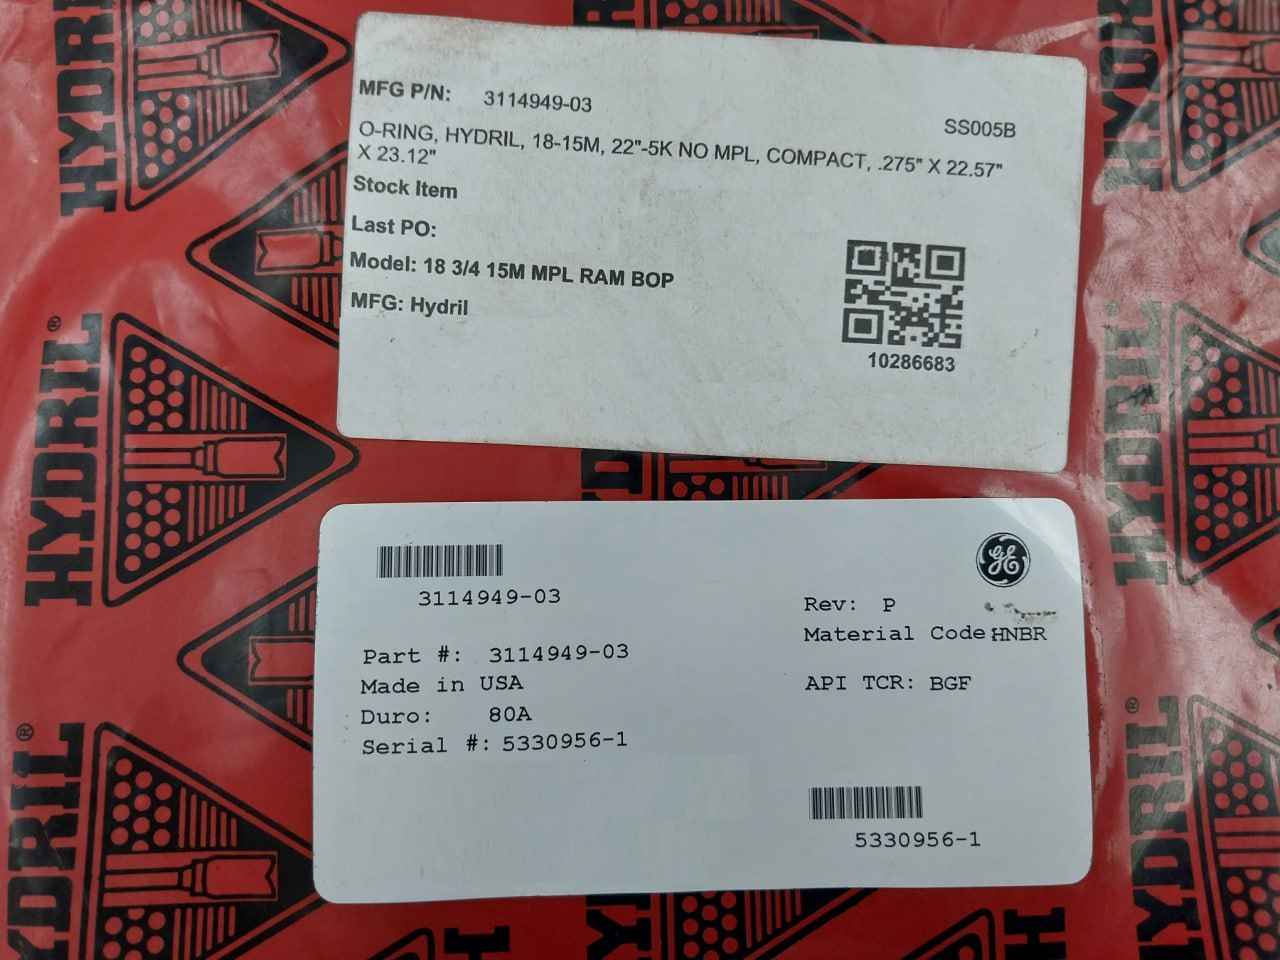 MFG P/N: 3114949-03
SS005B
O-RING, HYDRIL, 18-15M, 22"-5K NO MPL, COMPACT, .275" X 22.57"
X 23.12"
Stock Item
Last PO:
Model: 18 3/4 15M MPL RAM BOP
MFG: Hydril
10286683
GE
3114949-03
Rev: P
Material Code:HNBR
Part #: 3114949-03
Made in USA
API TCR: BGF
Duro: 80A
Serial #: 5330956-1
5330956-1
HYDRIL
HYDRIL®
HYDRIL®
HYDRIL
HYDRIL®